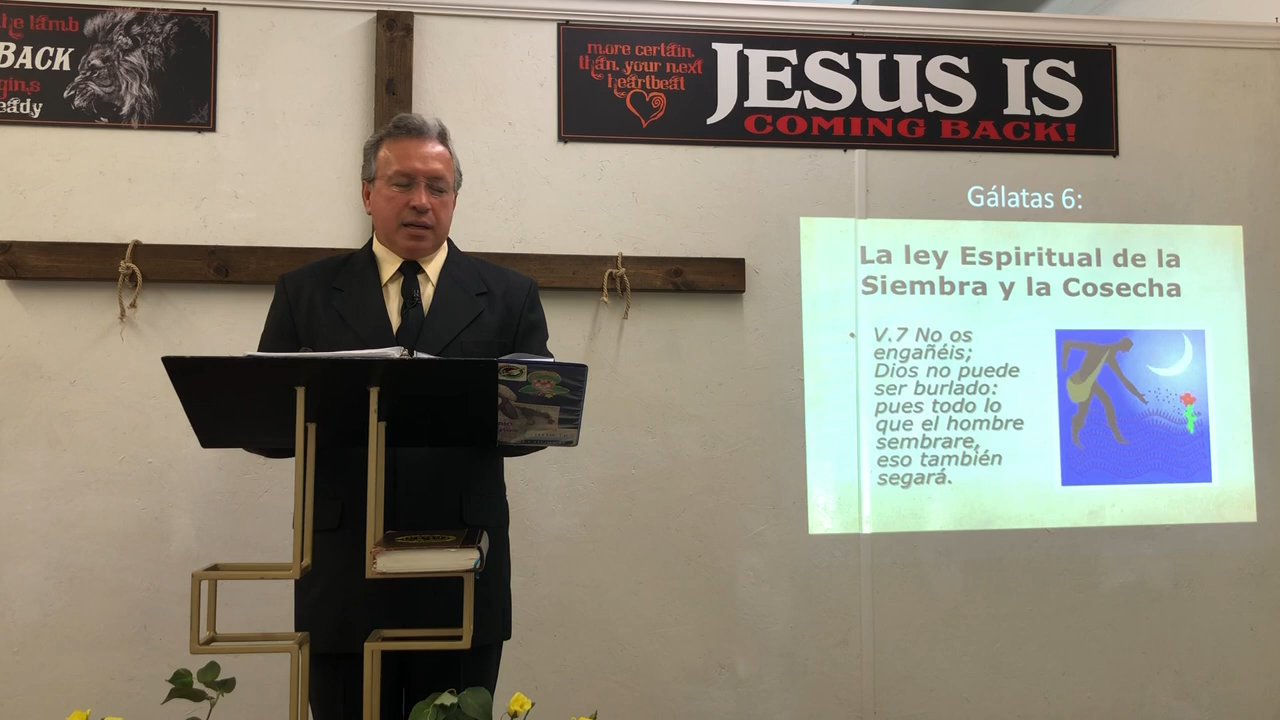 the lamb
BACK
gins
eady
more certain,
than, your next
heartbeat
JESUS IS
COMING BACK!
Gálatas 6:
La ley Espiritual de la
Siembra y la Cosecha
V.7 No os
engañéis;
Dios no puede
ser burlado:
pues todo lo
que el hombre
sembrare,
eso también
segará.